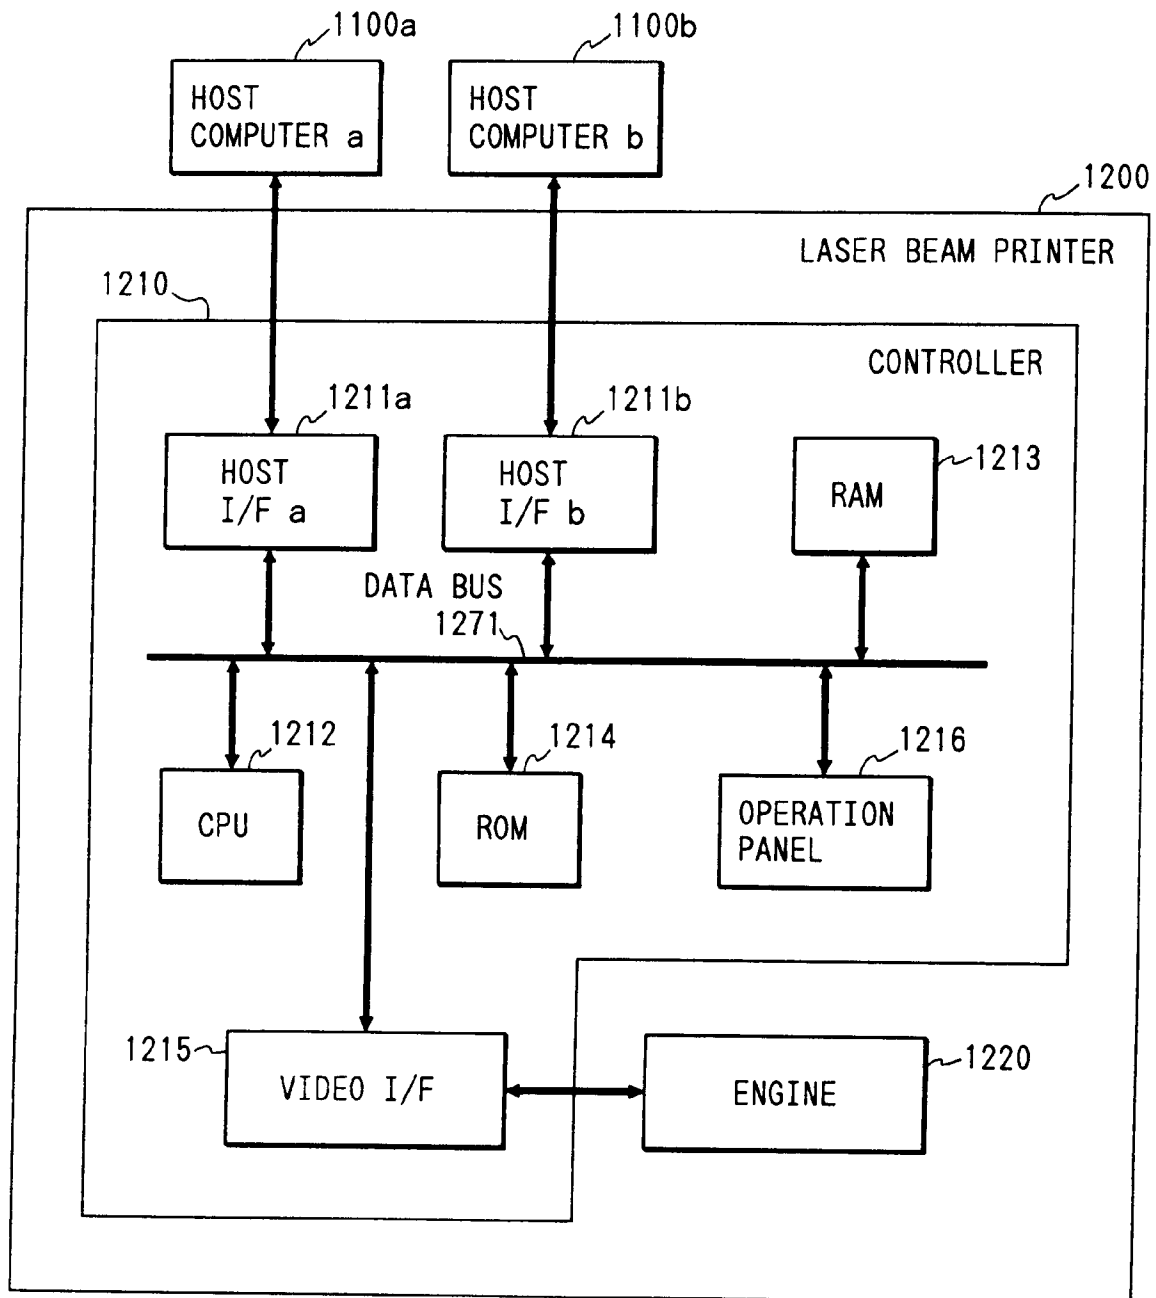 1100a
1100b
HOST
COMPUTER a
HOST
COMPUTER b
1200
LASER BEAM PRINTER
1210
CONTROLLER
1211a
1211b
1213
HOST
I/F a
HOST
I/F b
RAM
DATA BUS
1271
1212
1214
1216
CPU
ROM
OPERATION
PANEL
1215
VIDEO I/F
ENGINE
1220